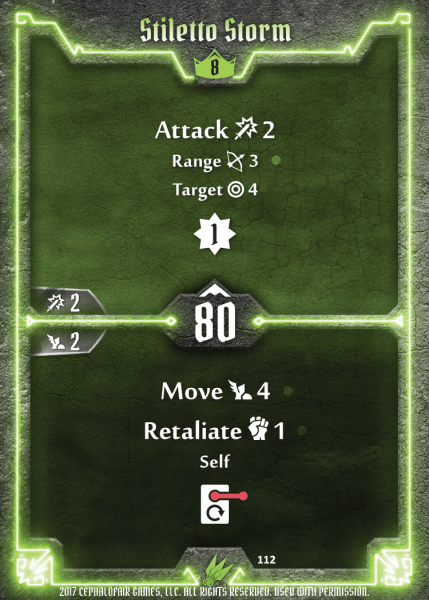 Stiletto Storm
8
Attack 2
Range 3
Target 4
1
2
80
2
Move 4
Retaliate 1
Self
112
2017 CEPHALOFAIR GAMES, LLC. ALL RIGHTS RESERVED. USED WITH PERMISSION.